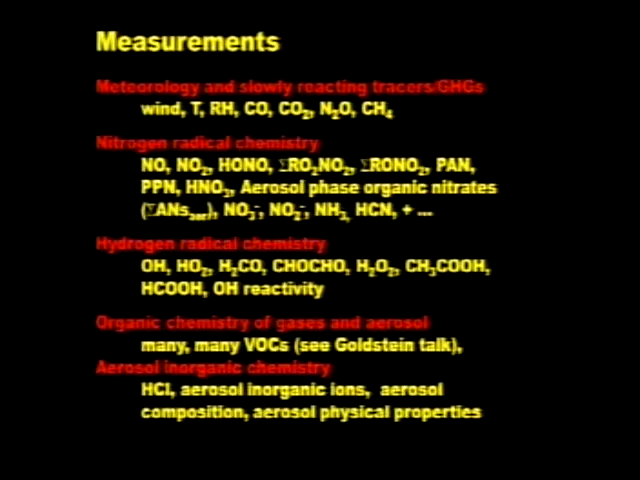 Measurements
Meteorology and slowly reacting tracers/GHGs
wind, T, RH, CO, CO₂, N₂O, CH₄
Nitrogen radical chemistry
NO, NO₂, HONO, ΣRO₂NO₂, ΣRONO₂, PAN,
PPN, HNO₃, Aerosol phase organic nitrates
(ΣANsₐₑᵣ), NO₃⁻, NO₂⁻, NH₃, HCN, + ...
Hydrogen radical chemistry
OH, HO₂, H₂CO, CHOCHO, H₂O₂, CH₃COOH,
HCOOH, OH reactivity
Organic chemistry of gases and aerosol
many, many VOCs (see Goldstein talk),
Aerosol inorganic chemistry
HCl, aerosol inorganic ions, aerosol
composition, aerosol physical properties